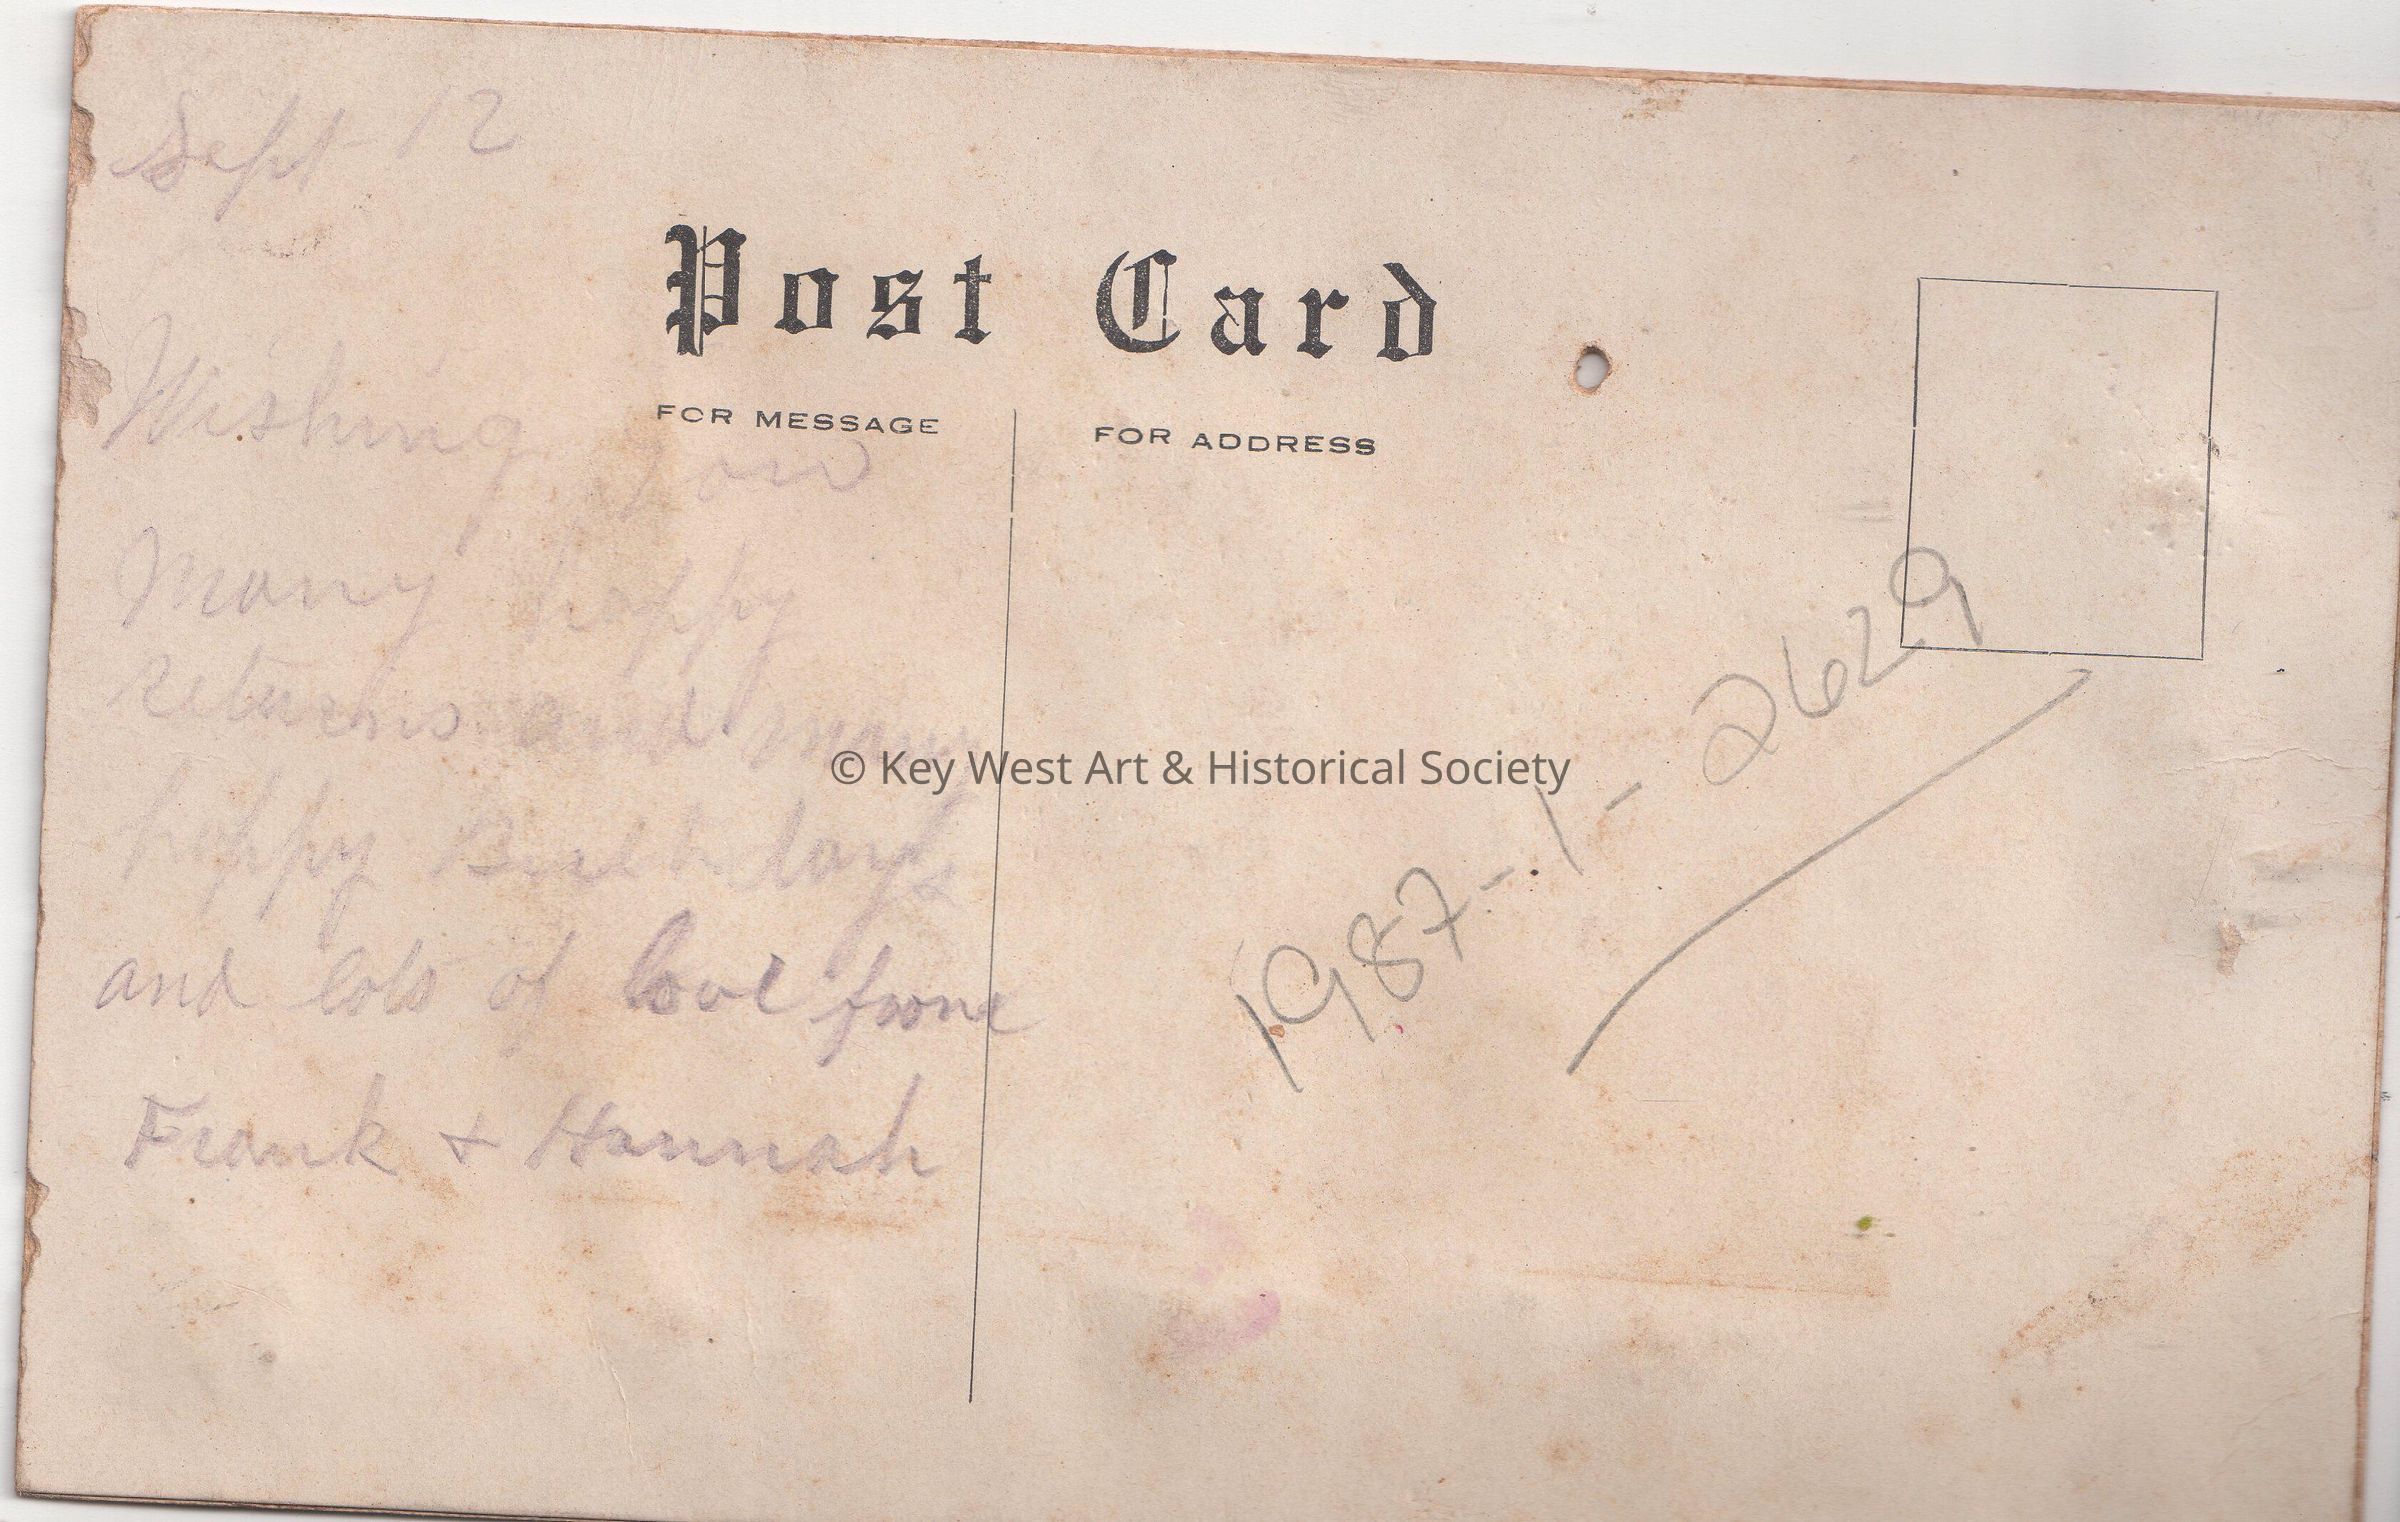 Sept 12
Post Card
FOR MESSAGE
FOR ADDRESS
Wishing you
Many happy
returns and many
happy Birthdays
and lots of love from
Frank + Hannah
1987-1-2629
© Key West Art & Historical Society